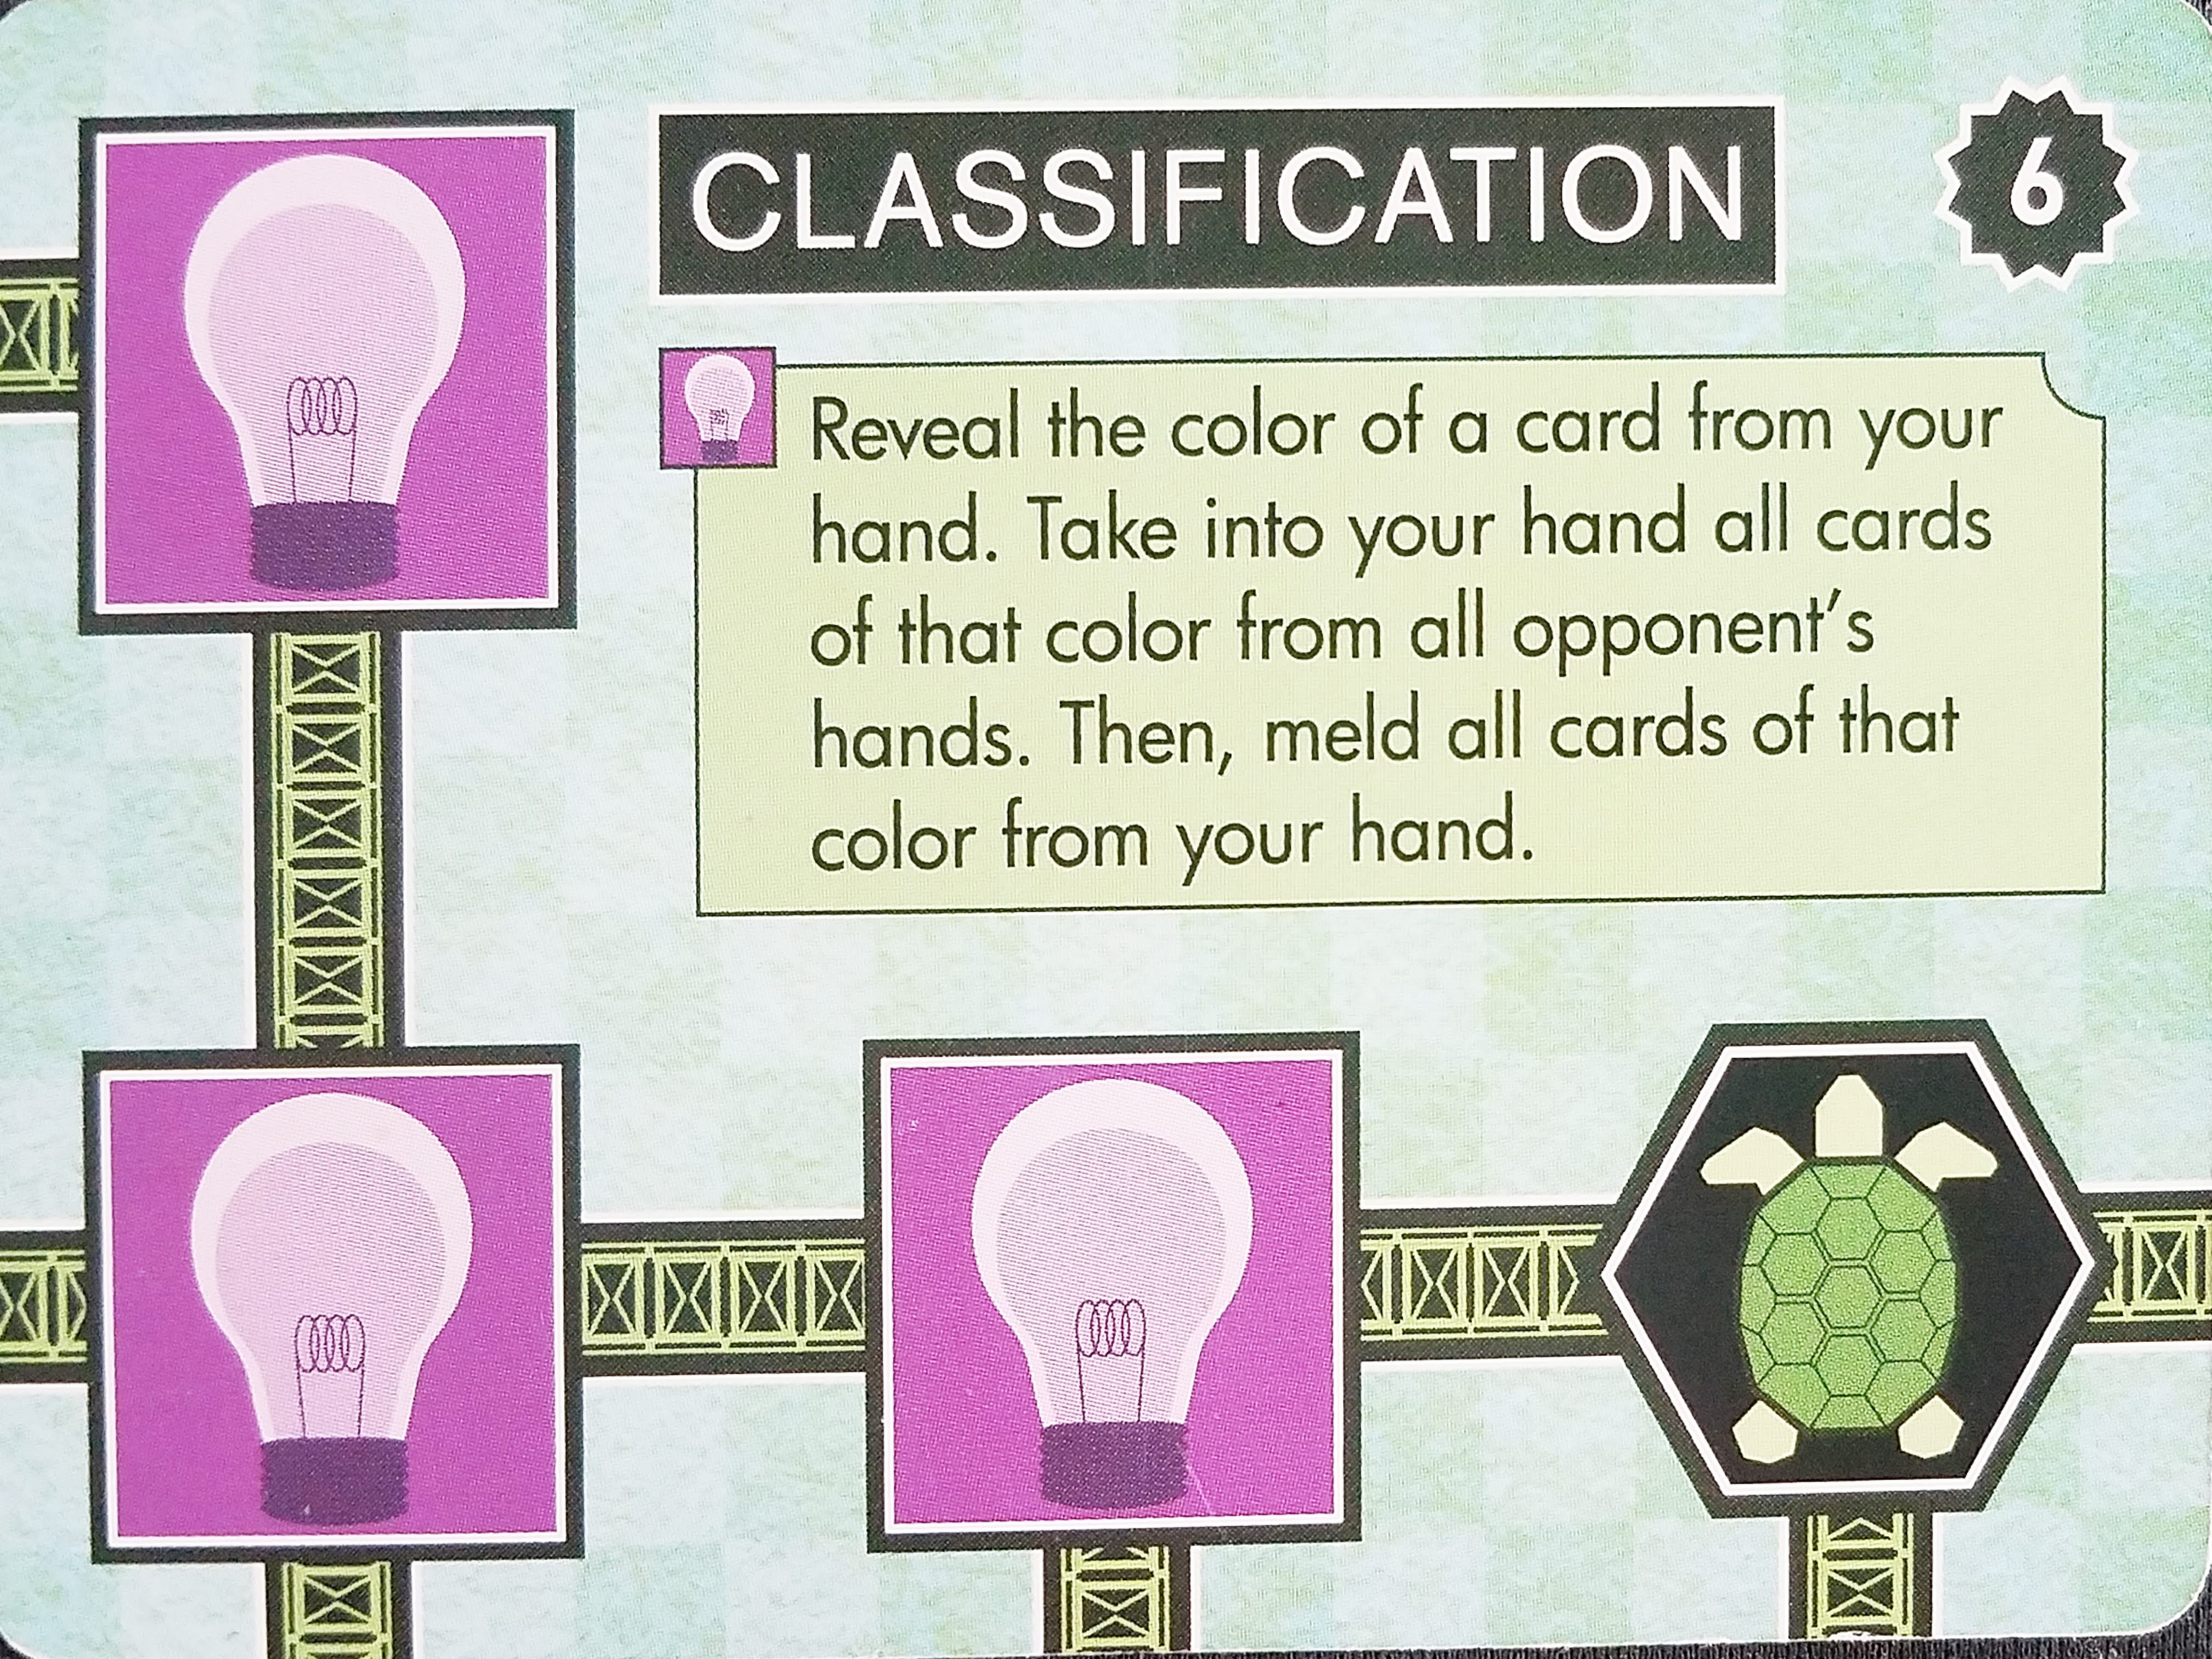 CLASSIFICATION
6
Reveal the color of a card from your
hand. Take into your hand all cards
of that color from all opponent's
hands. Then, meld all cards of that
color from your hand.